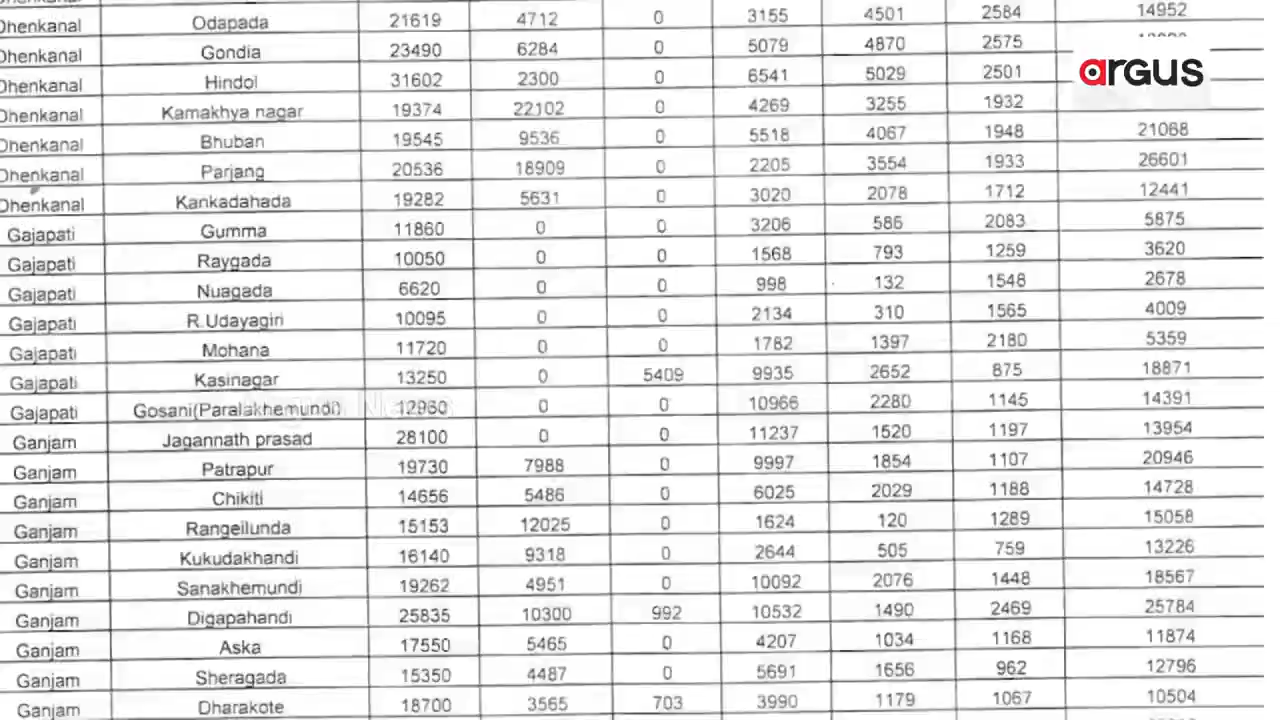 Dhenkanal Odapada 21619 4712 0 3155 4501 2584 14952
Dhenkanal Gondia 23490 6284 0 5079 4870 2575
Dhenkanal Hindol 31602 2300 0 6541 5029 2501
Dhenkanal Kamakhya nagar 19374 22102 0 4269 3255 1932
Dhenkanal Bhuban 19545 9536 0 5518 4067 1948 21068
Dhenkanal Parjang 20536 18909 0 2205 3554 1933 26601
Dhenkanal Kankadahada 19282 5631 0 3020 2078 1712 12441
Gajapati Gumma 11860 0 0 3206 586 2083 5875
Gajapati Raygada 10050 0 0 1568 793 1259 3620
Gajapati Nuagada 6620 0 0 998 132 1548 2678
Gajapati R.Udayagiri 10095 0 0 2134 310 1565 4009
Gajapati Mohana 11720 0 0 1782 1397 2180 5359
Gajapati Kasinagar 13250 0 5409 9935 2652 875 18871
Gajapati Gosani(Paralakhemundi) 12960 0 0 10966 2280 1145 14391
Ganjam Jagannath prasad 28100 0 0 11237 1520 1197 13954
Ganjam Patrapur 19730 7988 0 9997 1854 1107 20946
Ganjam Chikiti 14656 5486 0 6025 2029 1188 14728
Ganjam Rangeilunda 15153 12025 0 1624 120 1289 15058
Ganjam Kukudakhandi 16140 9318 0 2644 505 759 13226
Ganjam Sanakhemundi 19262 4951 0 10092 2076 1448 18567
Ganjam Digapahandi 25835 10300 992 10532 1490 2469 25784
Ganjam Aska 17550 5465 0 4207 1034 1168 11874
Ganjam Sheragada 15350 4487 0 5691 1656 962 12796
Ganjam Dharakote 18700 3565 703 3990 1179 1067 10504
argus